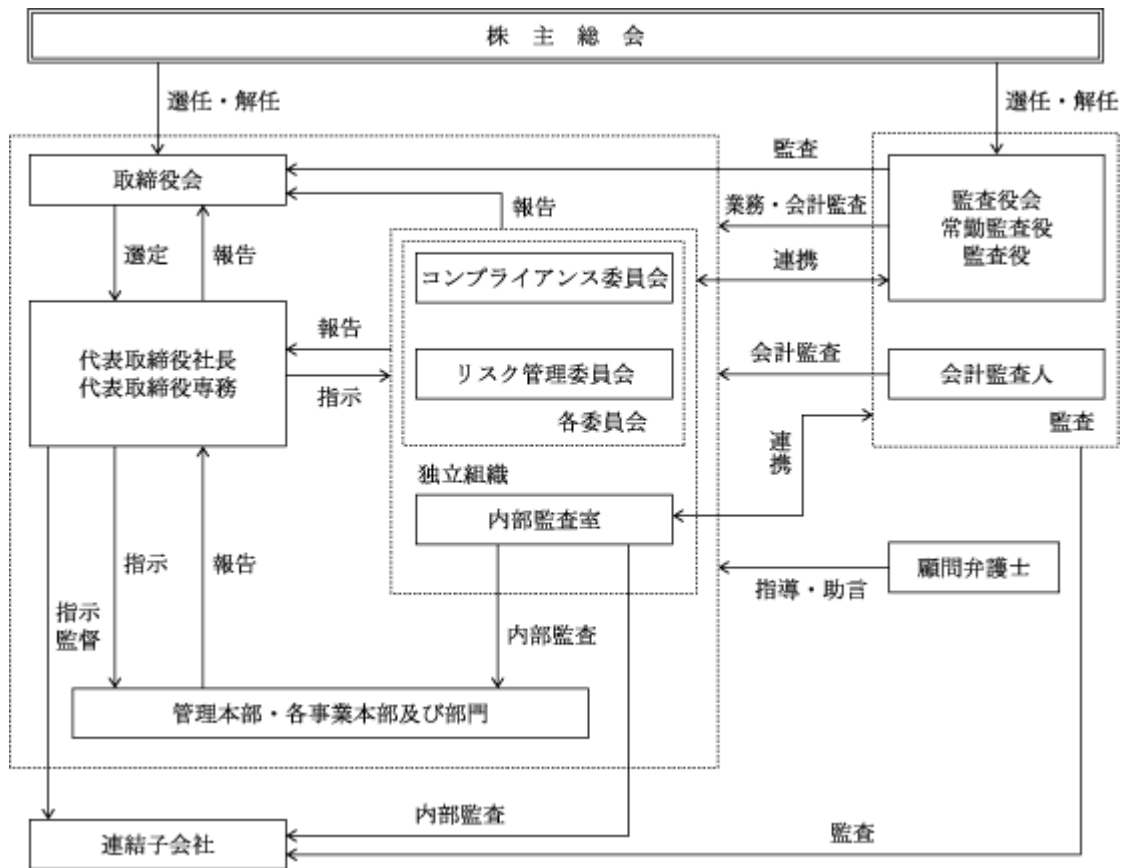 株主総会
選任・解任
選任・解任
取締役会
監査
監査役会
常勤監査役
監査役
報告
業務・会計監査
選定
報告
連携
コンプライアンス委員会
代表取締役社長
代表取締役専務
報告
指示
リスク管理委員会
各委員会
会計監査
会計監査人
監査
連携
独立組織
内部監査室
指示
報告
顧問弁護士
指導・助言
指示
監督
内部監査
管理本部・各事業本部及び部門
内部監査
監査
連結子会社